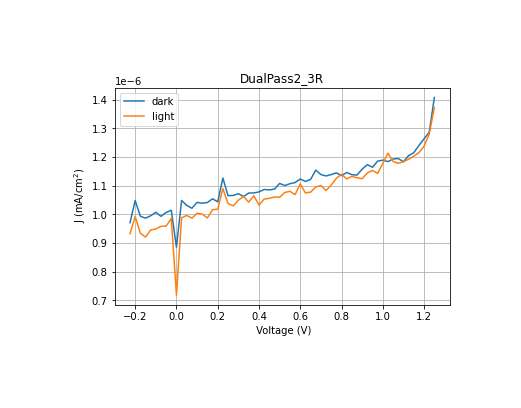 DualPass2_3R
1e−6
dark
light
1.4
1.3
1.2
1.1
1.0
0.9
0.8
0.7
J (mA/cm²)
−0.2 0.0 0.2 0.4 0.6 0.8 1.0 1.2
Voltage (V)